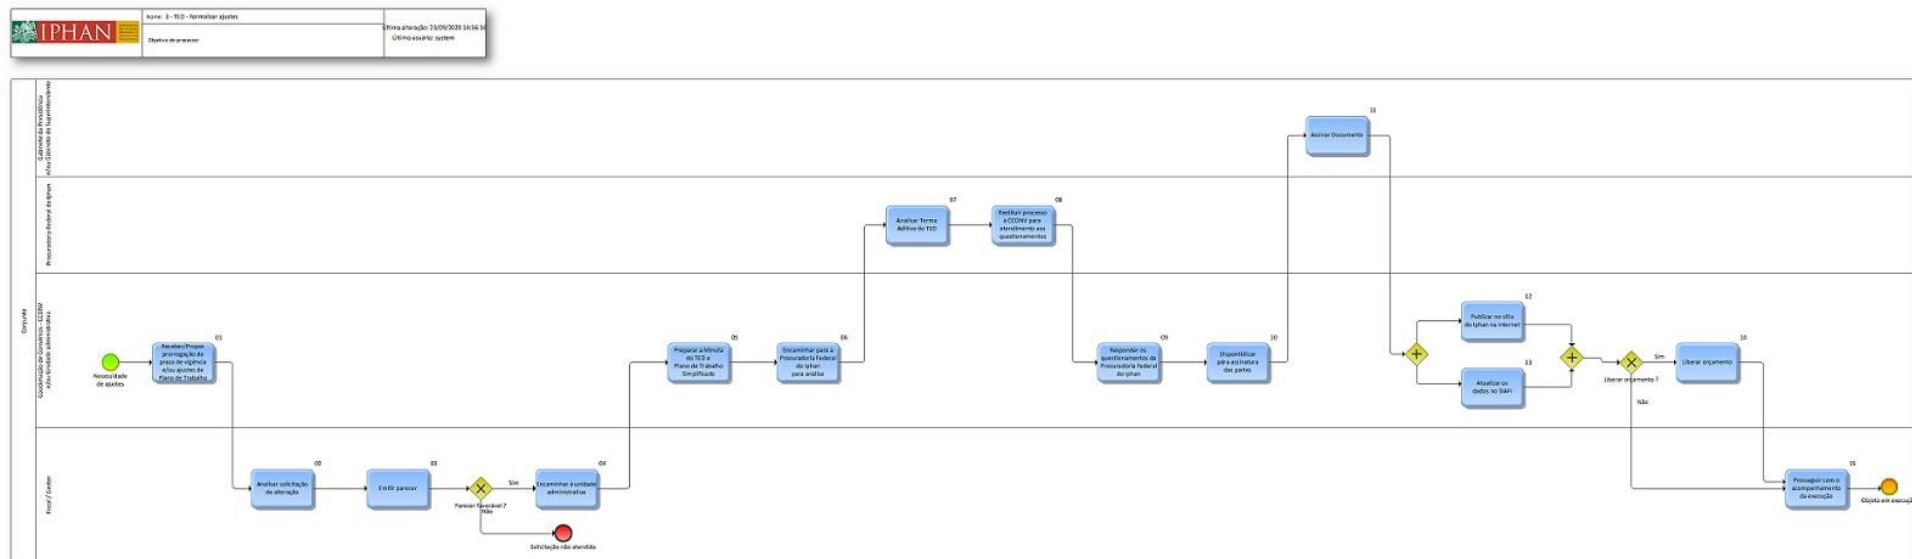 IPHAN
Nome: 3 - TED - Formalizar ajustes
Objetivo do processo:
Última alteração: 23/09/2020 14:56:16
Último usuário: system
Conjunto
Gabinete da Presidência
e/ou Gabinete do Superintendente
11
Assinar Documento
Procuradoria Federal do Iphan
07
Analisar Termo
Aditivo do TED
08
Restituir processo
à CCONV para
atendimento aos
questionamentos
Coordenação de Convênios - CCONV
e/ou Unidade administrativa
Necessidade
de ajustes
01
Receber/Propor
prorrogação de
prazo de vigência
e/ou ajustes de
Plano de Trabalho
05
Preparar a Minuta
do TED e
Plano de Trabalho
Simplificado
06
Encaminhar para a
Procuradoria Federal
do Iphan
para análise
09
Responder os
questionamentos da
Procuradoria Federal
do Iphan
10
Disponibilizar
para assinatura
das partes
12
Publicar no sítio
do Iphan na Internet
13
Atualizar os
dados no SIAFI
Liberar orçamento ?
Sim
Não
14
Liberar orçamento
Fiscal / Gestor
02
Analisar solicitação
de alteração
03
Emitir parecer
Parecer favorável ?
Não
Sim
04
Encaminhar à unidade
administrativa
Solicitação não atendida
15
Prosseguir com o
acompanhamento
da execução
Objeto em execuçã